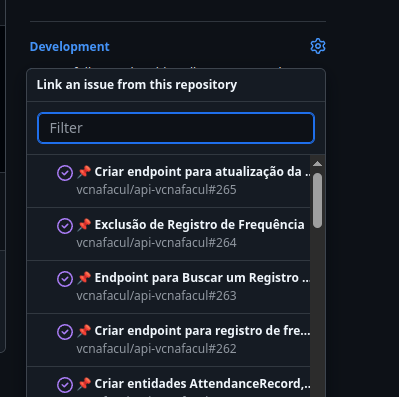 Development
Link an issue from this repository
Filter
📌 Criar endpoint para atualização da ...
vcnafacul/api-vcnafacul#265
📌 Exclusão de Registro de Frequência
vcnafacul/api-vcnafacul#264
📌 Endpoint para Buscar um Registro ...
vcnafacul/api-vcnafacul#263
📌 Criar endpoint para registro de fre...
vcnafacul/api-vcnafacul#262
📌 Criar entidades AttendanceRecord,...